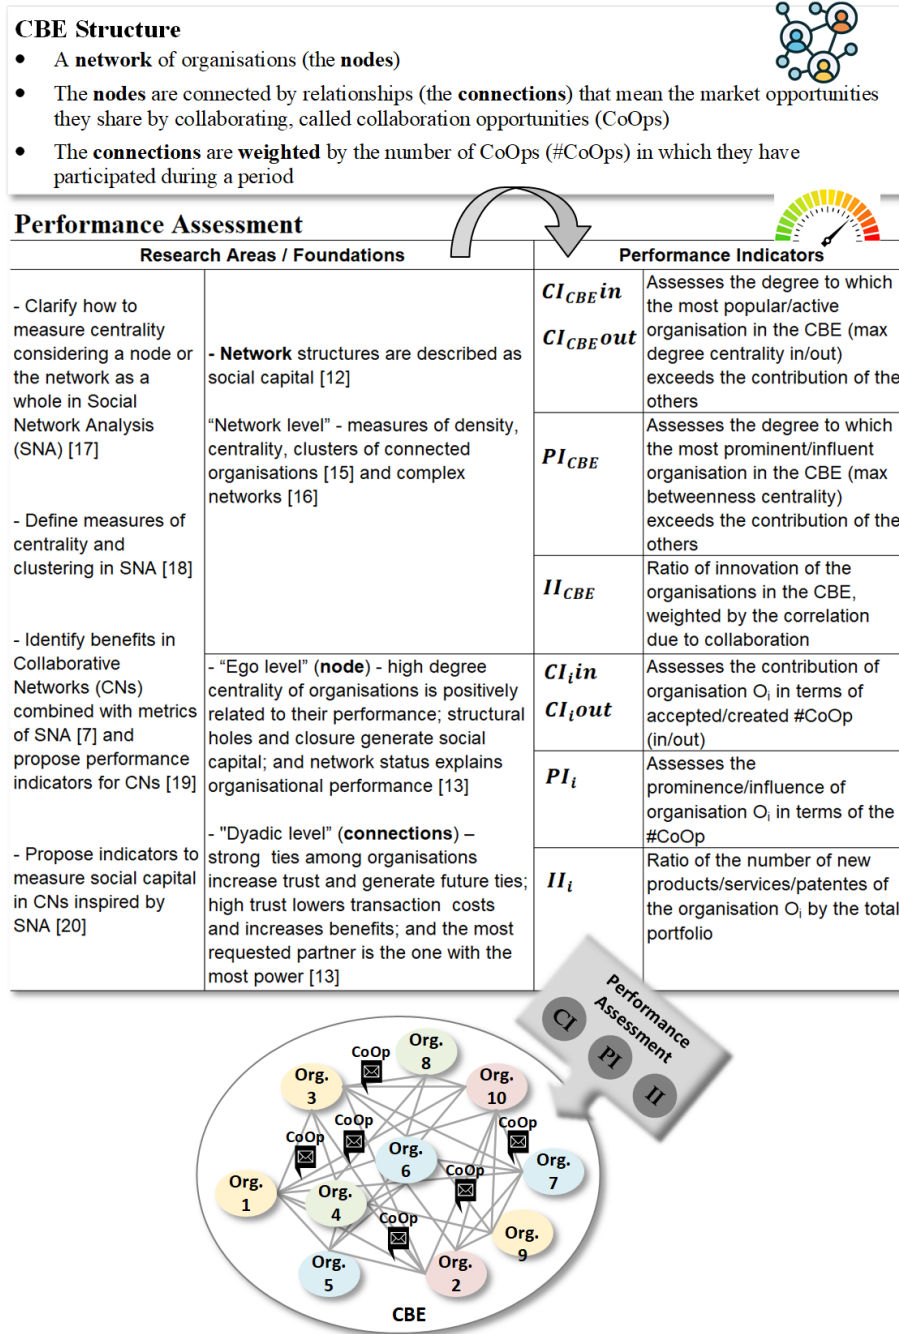 CBE Structure
• A network of organisations (the nodes)
• The nodes are connected by relationships (the connections) that mean the market opportunities
they share by collaborating, called collaboration opportunities (CoOps)
• The connections are weighted by the number of CoOps (#CoOps) in which they have
participated during a period
Performance Assessment
Research Areas / Foundations
Performance Indicators
- Clarify how to
measure centrality
considering a node or
the network as a
whole in Social
Network Analysis
(SNA) [17]
- Define measures of
centrality and
clustering in SNA [18]
- Identify benefits in
Collaborative
Networks (CNs)
combined with metrics
of SNA [7] and
propose performance
indicators for CNs [19]
- Propose indicators to
measure social capital
in CNs inspired by
SNA [20]
- Network structures are described as
social capital [12]
“Network level” - measures of density,
centrality, clusters of connected
organisations [15] and complex
networks [16]
- “Ego level” (node) - high degree
centrality of organisations is positively
related to their performance; structural
holes and closure generate social
capital; and network status explains
organisational performance [13]
- "Dyadic level” (connections) –
strong ties among organisations
increase trust and generate future ties;
high trust lowers transaction costs
and increases benefits; and the most
requested partner is the one with the
most power [13]
CI_CBE in
CI_CBE out
Assesses the degree to which
the most popular/active
organisation in the CBE (max
degree centrality in/out)
exceeds the contribution of the
others
PI_CBE
Assesses the degree to which
the most prominent/influent
organisation in the CBE (max
betweenness centrality)
exceeds the contribution of the
others
II_CBE
Ratio of innovation of the
organisations in the CBE,
weighted by the correlation
due to collaboration
CI_i in
CI_i out
Assesses the contribution of
organisation O_i in terms of
accepted/created #CoOp
(in/out)
PI_i
Assesses the
prominence/influence of
organisation O_i in terms of the
#CoOp
II_i
Ratio of the number of new
products/services/patentes of
the organisation O_i by the total
portfolio
Performance
Assessment
CI
PI
II
Org.
8
CoOp
Org.
3
Org.
10
CoOp
CoOp
CoOp
Org.
6
CoOp
Org.
7
Org.
1
Org.
4
CoOp
Org.
9
Org.
5
Org.
2
CBE